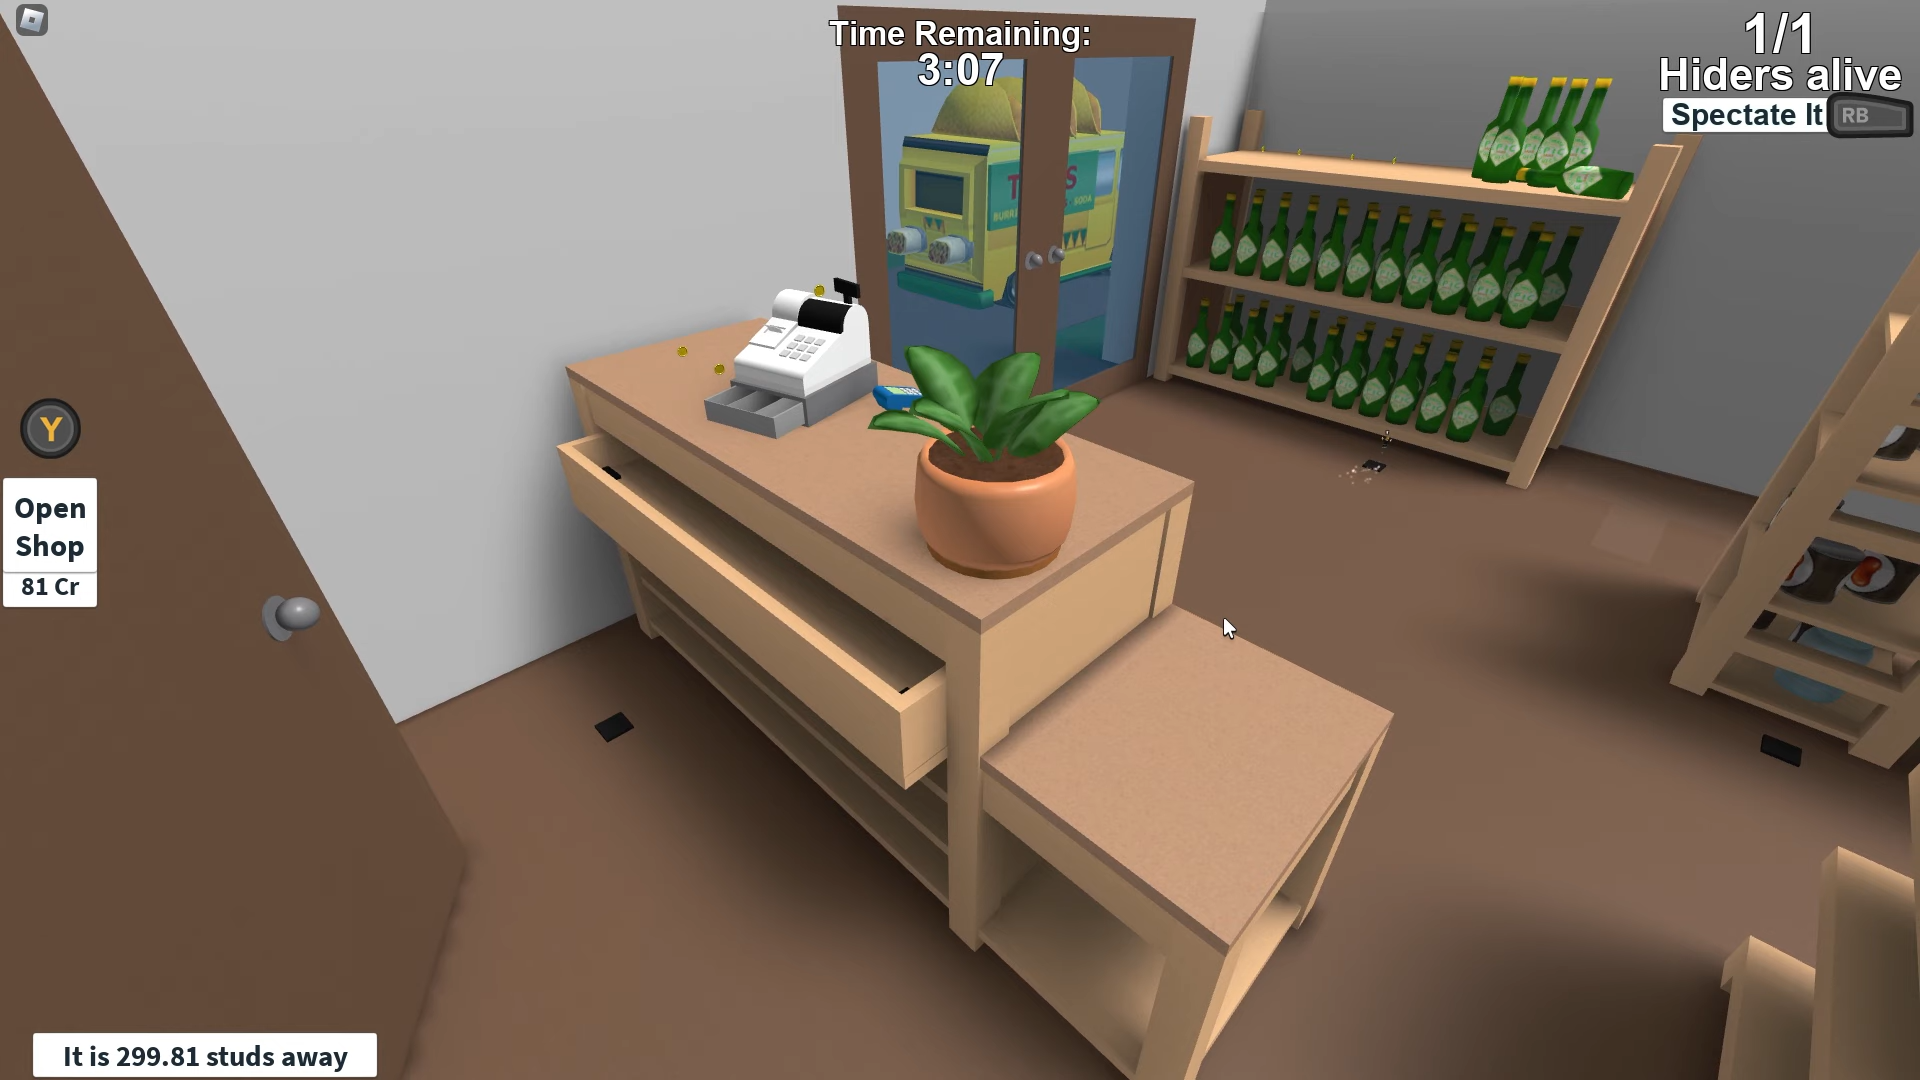 Time Remaining:
3:07
1/1
Hiders alive
Spectate It
RB
Y
Open
Shop
81 Cr
It is 299.81 studs away